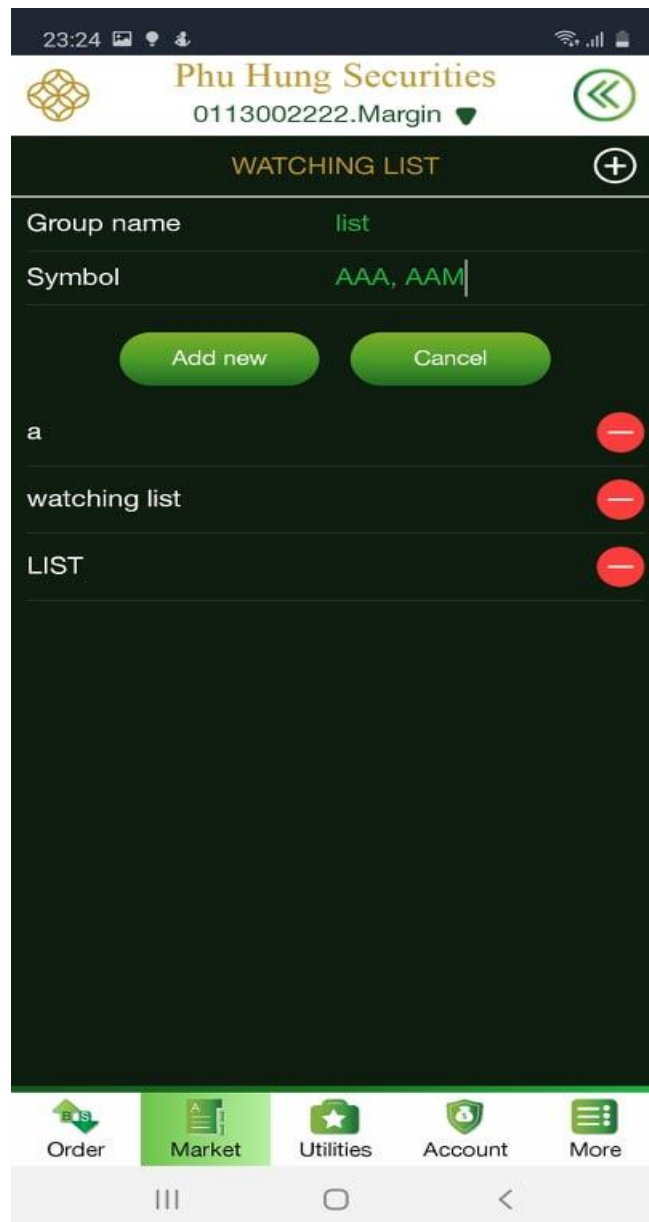 23:24
Phu Hung Securities
0113002222.Margin
WATCHING LIST
Group name list
Symbol AAA, AAM
Add new Cancel
a
watching list
LIST
Order Market Utilities Account More